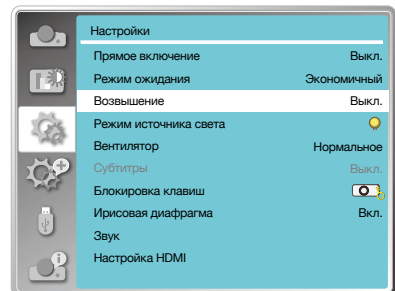 Настройки
Прямое включение Выкл.
Режим ожидания Экономичный
Возвышение Выкл.
Режим источника света
Вентилятор Нормальное
Субтитры Выкл.
Блокировка клавиш
Ирисовая диафрагма Вкл.
Звук
Настройка HDMI